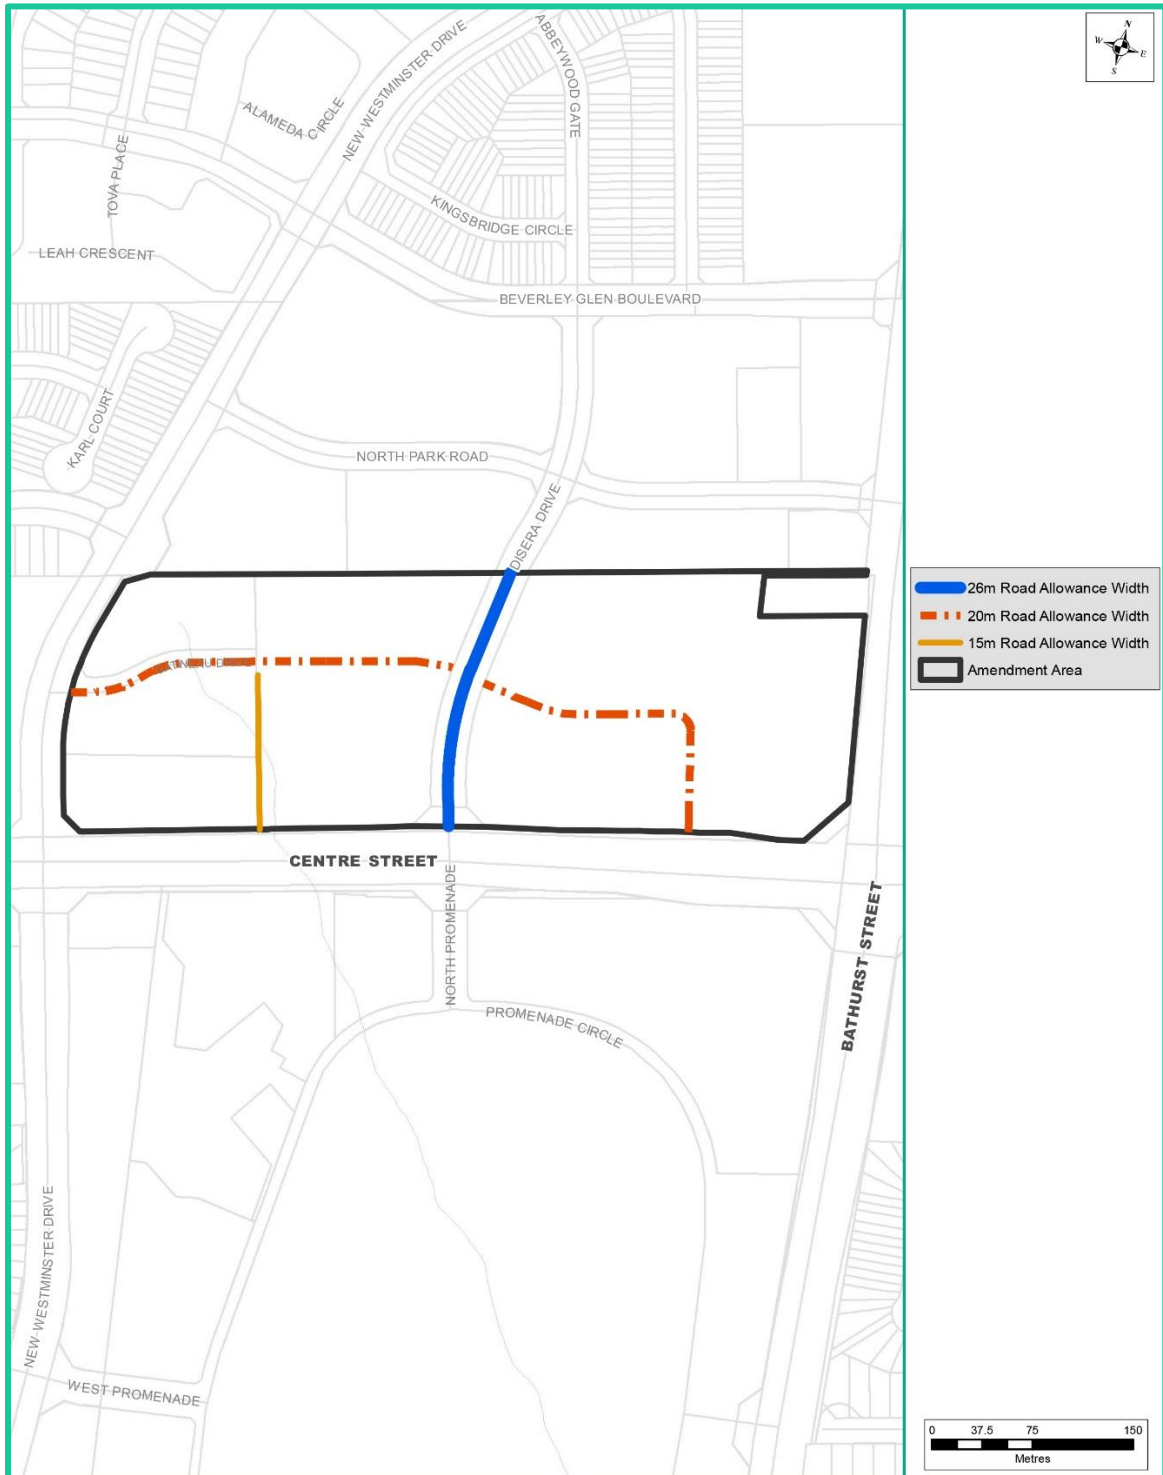 N
W
E
S
ABBEYWOOD GATE
NEW-WESTMINSTER DRIVE
ALAMEDA CIRCLE
TOVA PLACE
KINGSBRIDGE CIRCLE
LEAH CRESCENT
BEVERLEY GLEN BOULEVARD
KARL COURT
NORTH PARK ROAD
DISERA DRIVE
26m Road Allowance Width
20m Road Allowance Width
15m Road Allowance Width
Amendment Area
CENTRE STREET
NORTH PROMENADE
BATHURST STREET
PROMENADE CIRCLE
NEW-WESTMINSTER DRIVE
WEST PROMENADE
0 37.5 75 150
Metres